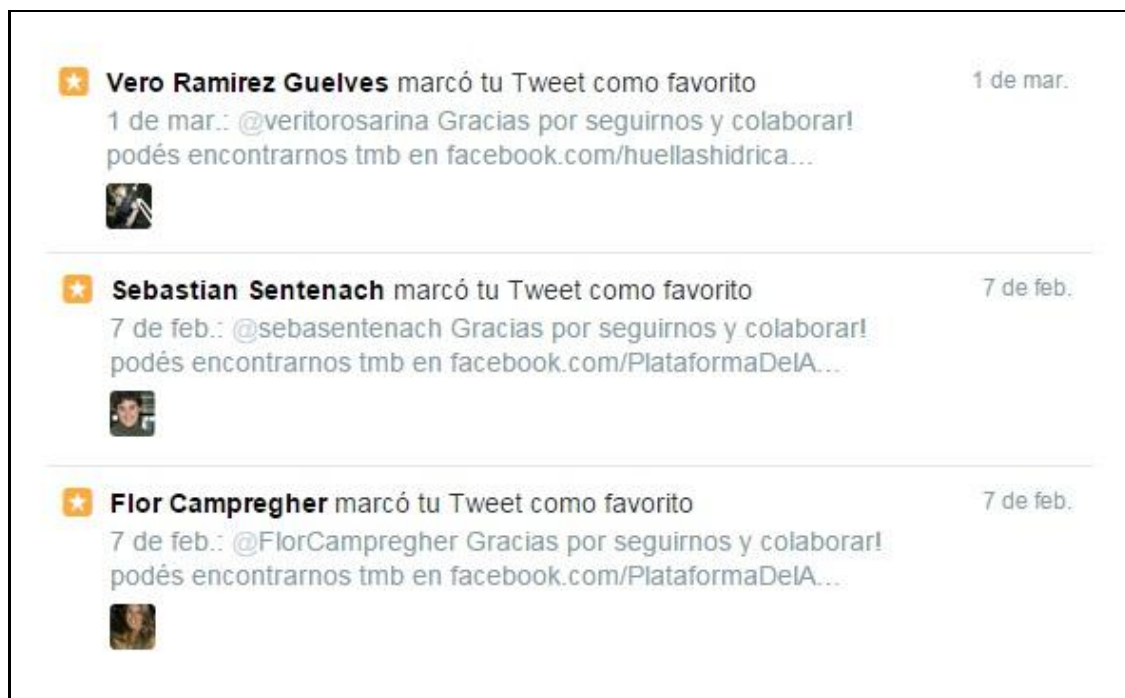 Vero Ramirez Guelves marcó tu Tweet como favorito 1 de mar.
1 de mar.: @veritorosarina Gracias por seguirnos y colaborar!
podés encontrarnos tmb en facebook.com/huellashidrica...
Sebastian Sentenach marcó tu Tweet como favorito 7 de feb.
7 de feb.: @sebasentenach Gracias por seguirnos y colaborar!
podés encontrarnos tmb en facebook.com/PlataformaDelA...
Flor Campregher marcó tu Tweet como favorito 7 de feb.
7 de feb.: @FlorCampregher Gracias por seguirnos y colaborar!
podés encontrarnos tmb en facebook.com/PlataformaDelA...